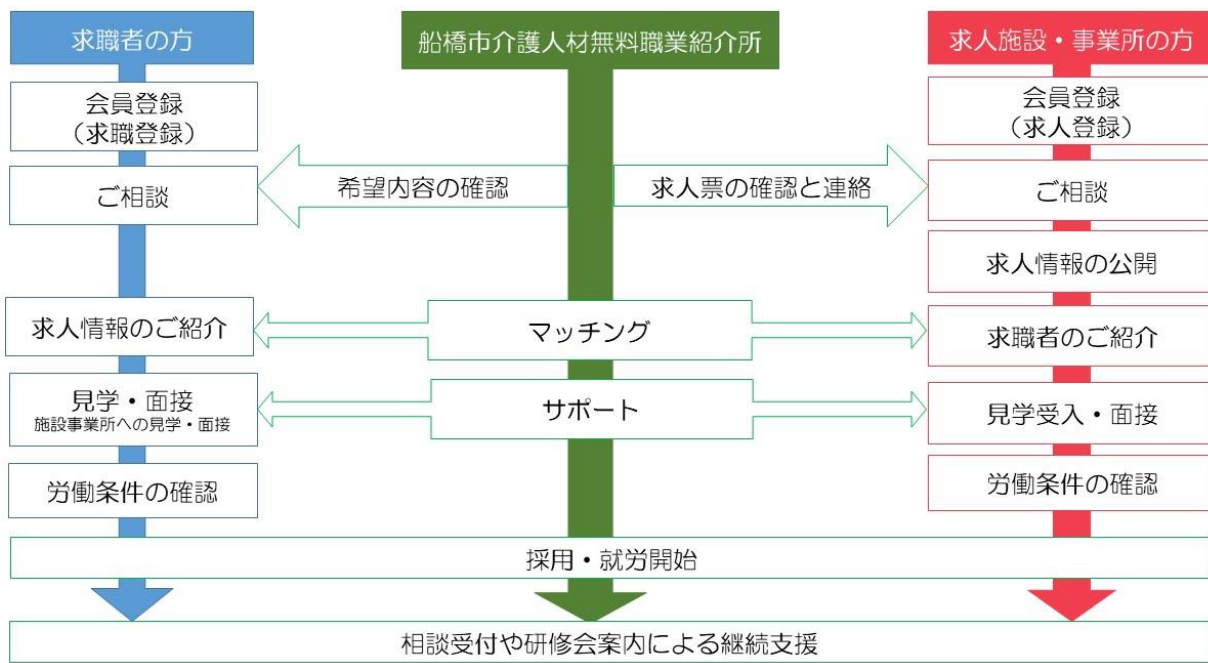 求職者の方
船橋市介護人材無料職業紹介所
求人施設・事業所の方
会員登録
（求職登録）
会員登録
（求人登録）
ご相談
希望内容の確認
求人票の確認と連絡
ご相談
求人情報の公開
求人情報のご紹介
マッチング
求職者のご紹介
見学・面接
施設事業所への見学・面接
サポート
見学受入・面接
労働条件の確認
労働条件の確認
採用・就労開始
相談受付や研修会案内による継続支援